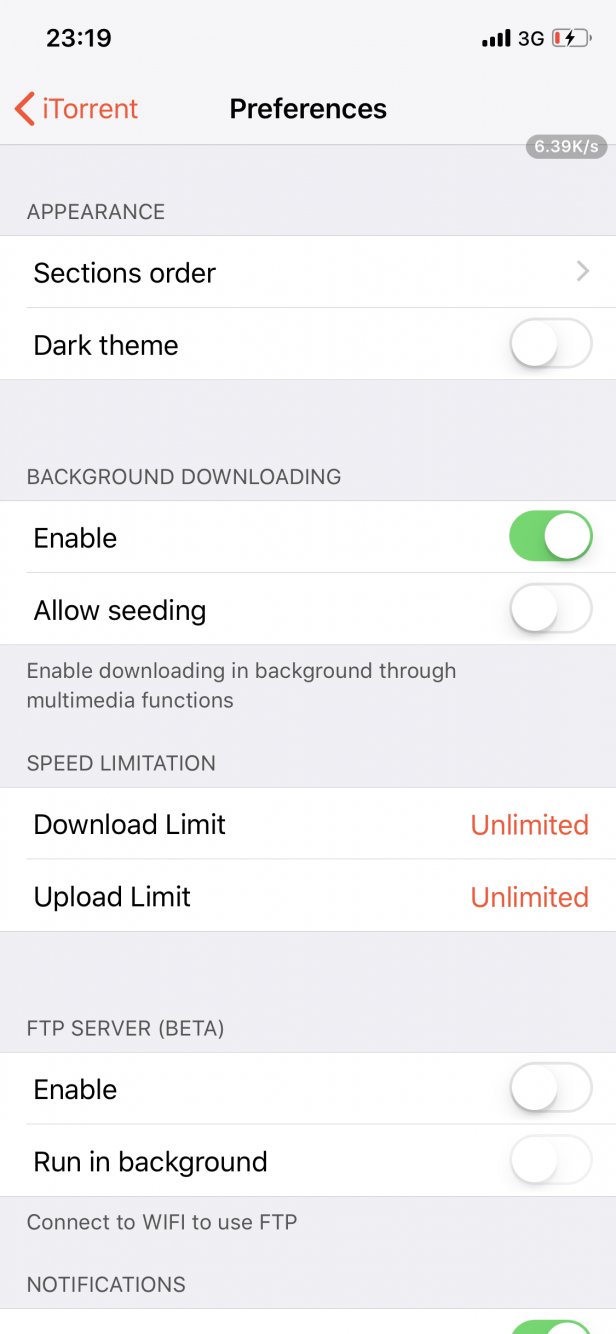 23:19
3G
iTorrent
Preferences
6.39K/s
APPEARANCE
Sections order
Dark theme
BACKGROUND DOWNLOADING
Enable
Allow seeding
Enable downloading in background through
multimedia functions
SPEED LIMITATION
Download Limit Unlimited
Upload Limit Unlimited
FTP SERVER (BETA)
Enable
Run in background
Connect to WIFI to use FTP
NOTIFICATIONS